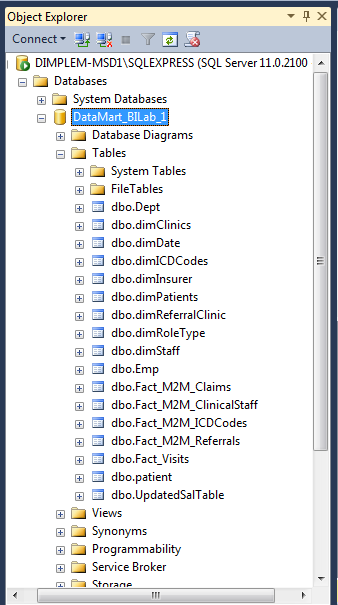 Object Explorer
Connect
DIMPLEM-MSD1\SQLEXPRESS (SQL Server 11.0.2100
Databases
System Databases
DataMart_BILab_1
Database Diagrams
Tables
System Tables
FileTables
dbo.Dept
dbo.dimClinics
dbo.dimDate
dbo.dimICDCodes
dbo.dimInsurer
dbo.dimPatients
dbo.dimReferralClinic
dbo.dimRoleType
dbo.dimStaff
dbo.Emp
dbo.Fact_M2M_Claims
dbo.Fact_M2M_ClinicalStaff
dbo.Fact_M2M_ICDCodes
dbo.Fact_M2M_Referrals
dbo.Fact_Visits
dbo.patient
dbo.UpdatedSalTable
Views
Synonyms
Programmability
Service Broker
Storage